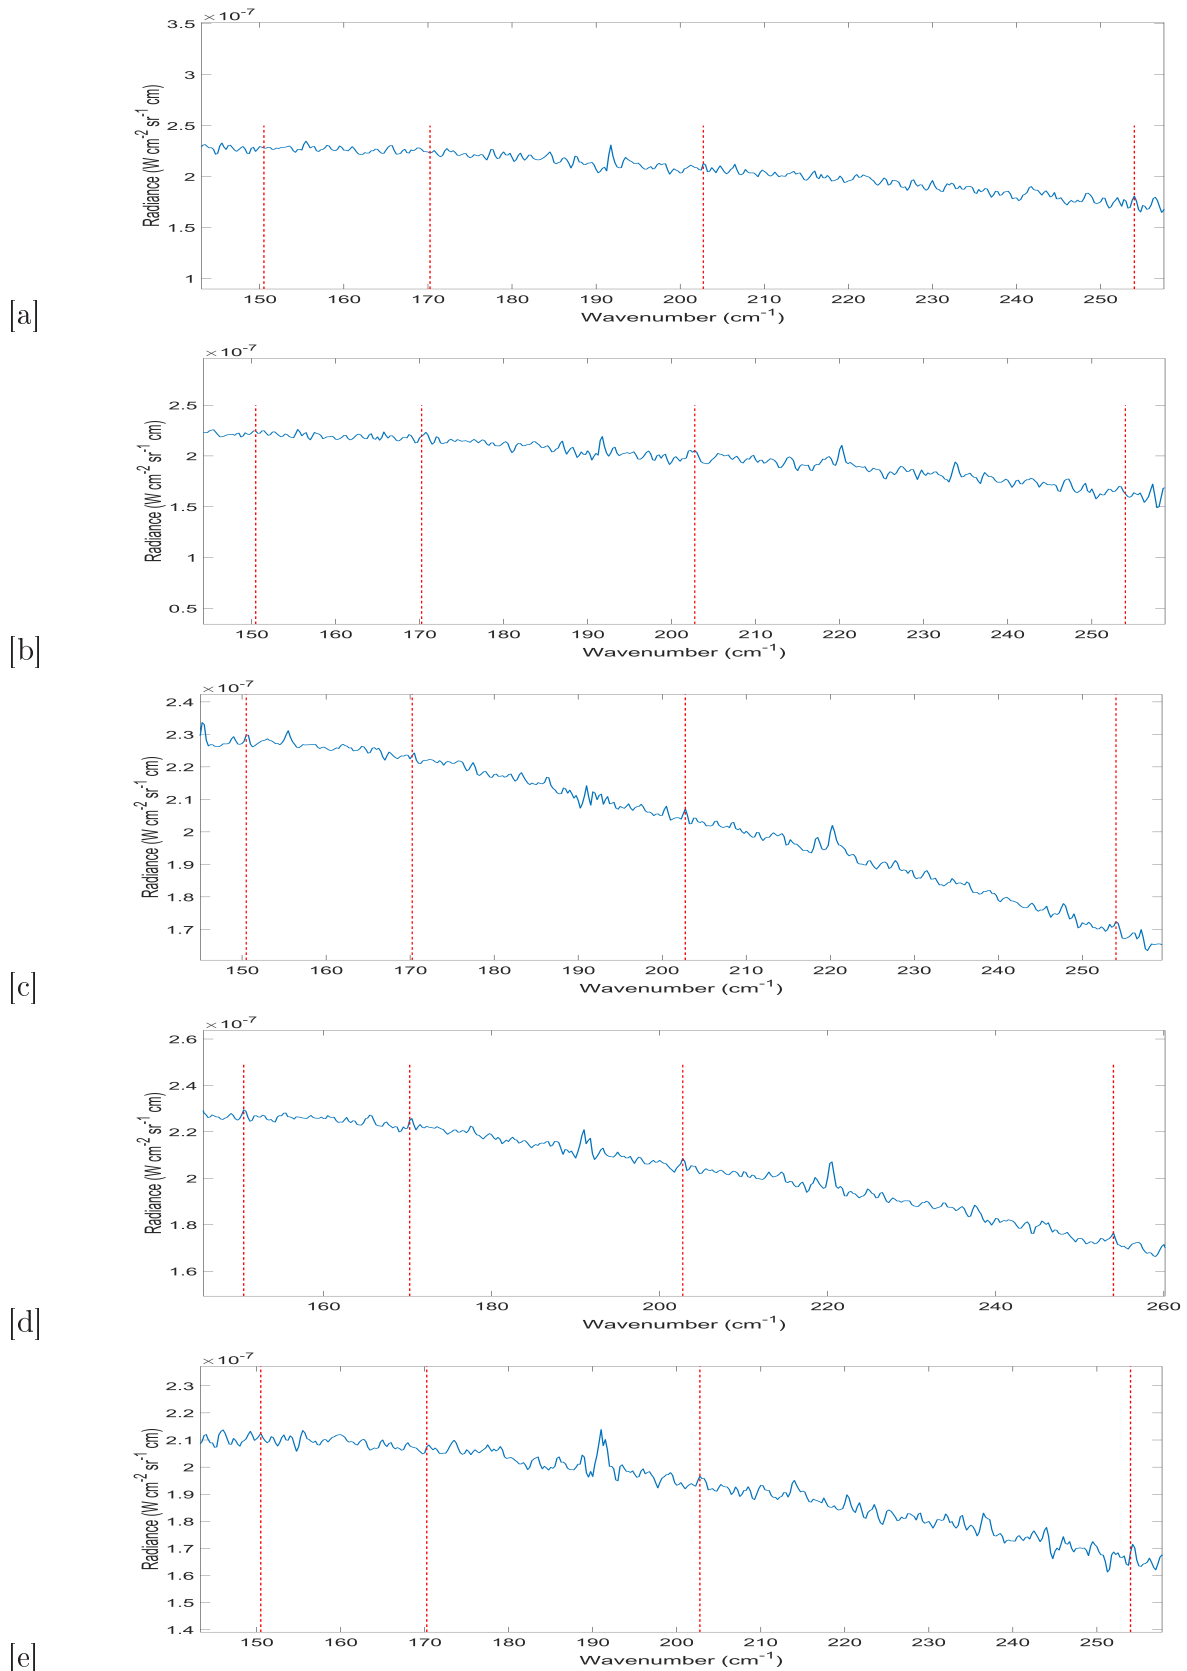 ×10-7
3.5
3
2.5
2
1.5
1
Radiance (W cm-2 sr-1 cm)
150 160 170 180 190 200 210 220 230 240 250
Wavenumber (cm-1)
[a]
×10-7
2.5
2
1.5
1
0.5
Radiance (W cm-2 sr-1 cm)
150 160 170 180 190 200 210 220 230 240 250
Wavenumber (cm-1)
[b]
×10-7
2.4
2.3
2.2
2.1
2
1.9
1.8
1.7
Radiance (W cm-2 sr-1 cm)
150 160 170 180 190 200 210 220 230 240 250
Wavenumber (cm-1)
[c]
×10-7
2.6
2.4
2.2
2
1.8
1.6
Radiance (W cm-2 sr-1 cm)
160 180 200 220 240 260
Wavenumber (cm-1)
[d]
×10-7
2.3
2.2
2.1
2
1.9
1.8
1.7
1.6
1.5
1.4
Radiance (W cm-2 sr-1 cm)
150 160 170 180 190 200 210 220 230 240 250
Wavenumber (cm-1)
[e]